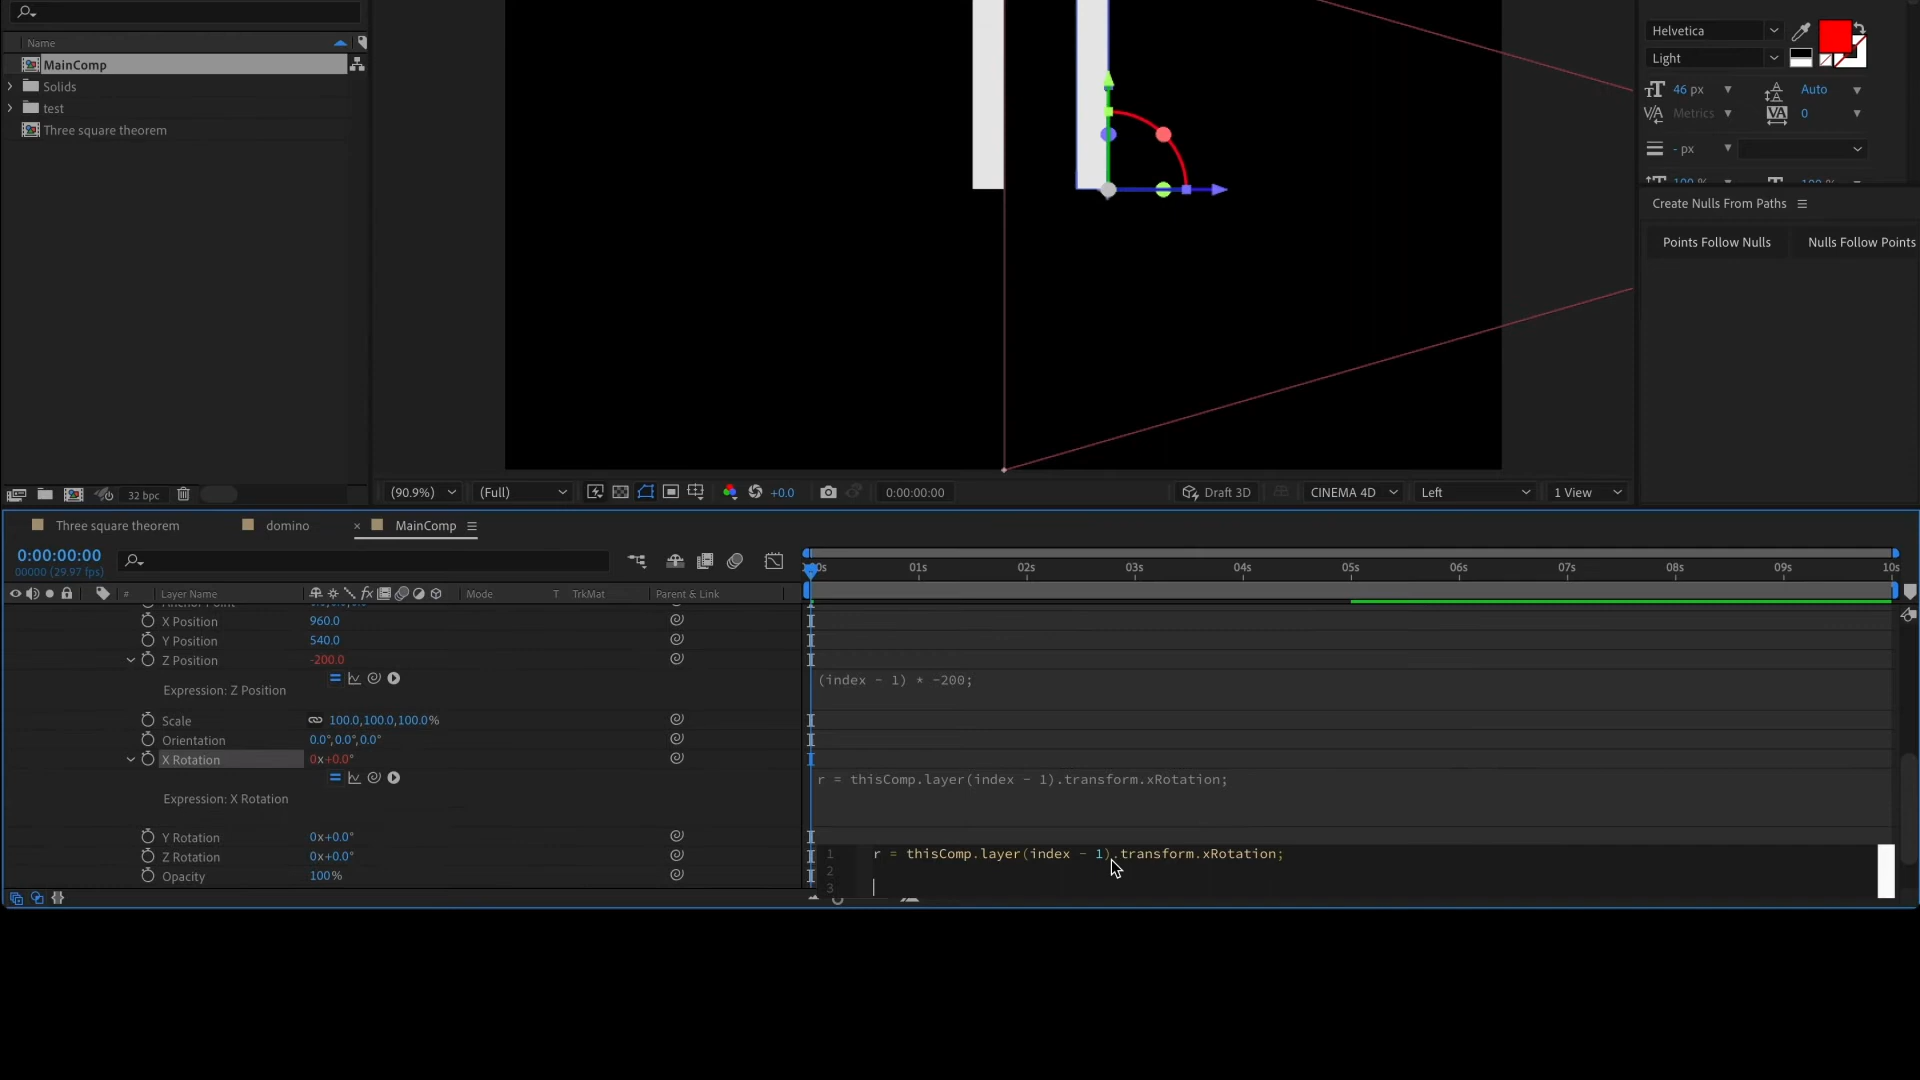 Name
MainComp
Solids
test
Three square theorem
32 bpc
(90.9%)
(Full)
+0.0
0:00:00:00
Draft 3D
CINEMA 4D
Left
1 View
Helvetica
Light
46 px
Auto
Metrics
0
- px
Create Nulls From Paths
Points Follow Nulls
Nulls Follow Points
Three square theorem
domino
× MainComp
0:00:00:00
00000 (29.97 fps)
01s
02s
03s
04s
05s
06s
07s
08s
09s
10s
#
Layer Name
Mode
T
TrkMat
Parent & Link
X Position
960.0
Y Position
540.0
Z Position
-200.0
Expression: Z Position
(index - 1) * -200;
Scale
100.0,100.0,100.0%
Orientation
0.0°,0.0°,0.0°
X Rotation
0x+0.0°
Expression: X Rotation
r = thisComp.layer(index - 1).transform.xRotation;
Y Rotation
0x+0.0°
Z Rotation
0x+0.0°
Opacity
100%
1 r = thisComp.layer(index - 1).transform.xRotation;
2
3